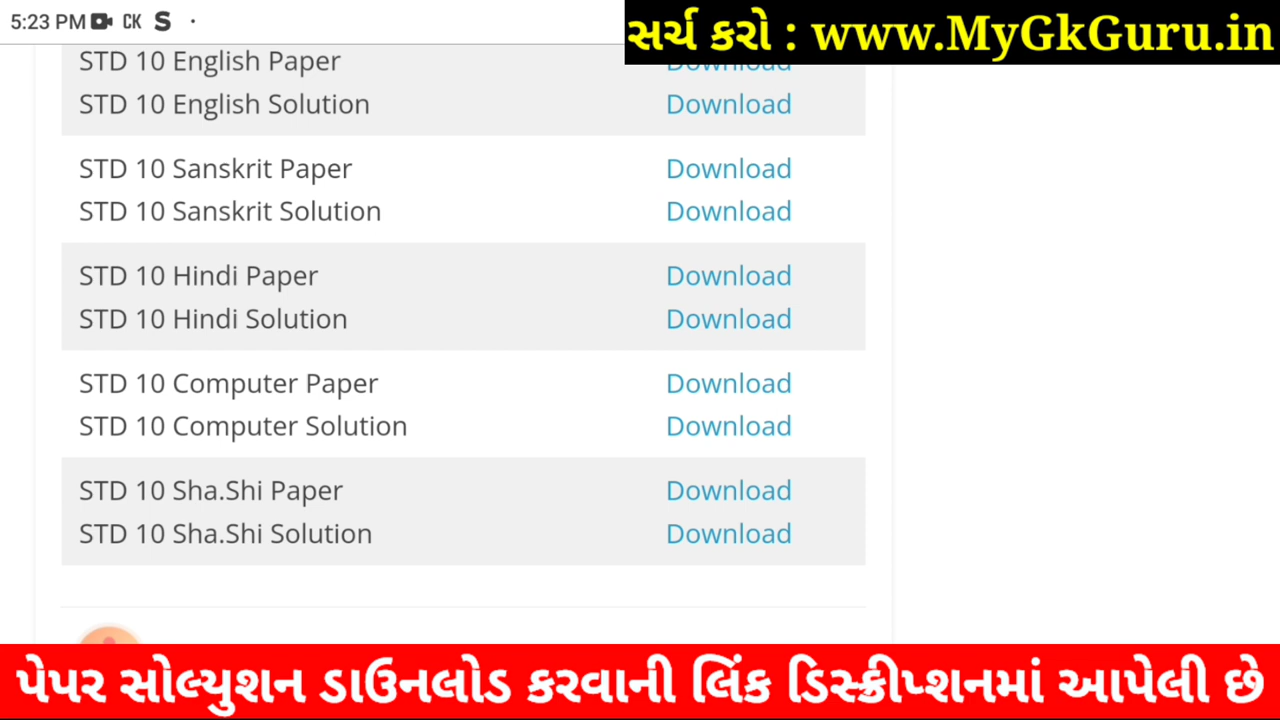 5:23 PM CK S
સર્ચ કરો : www.MyGkGuru.in
STD 10 English Paper Download
STD 10 English Solution Download
STD 10 Sanskrit Paper Download
STD 10 Sanskrit Solution Download
STD 10 Hindi Paper Download
STD 10 Hindi Solution Download
STD 10 Computer Paper Download
STD 10 Computer Solution Download
STD 10 Sha.Shi Paper Download
STD 10 Sha.Shi Solution Download
પેપર સોલ્યુશન ડાઉનલોડ કરવાની લિંક ડિસ્ક્રીપ્શનમાં આપેલી છે